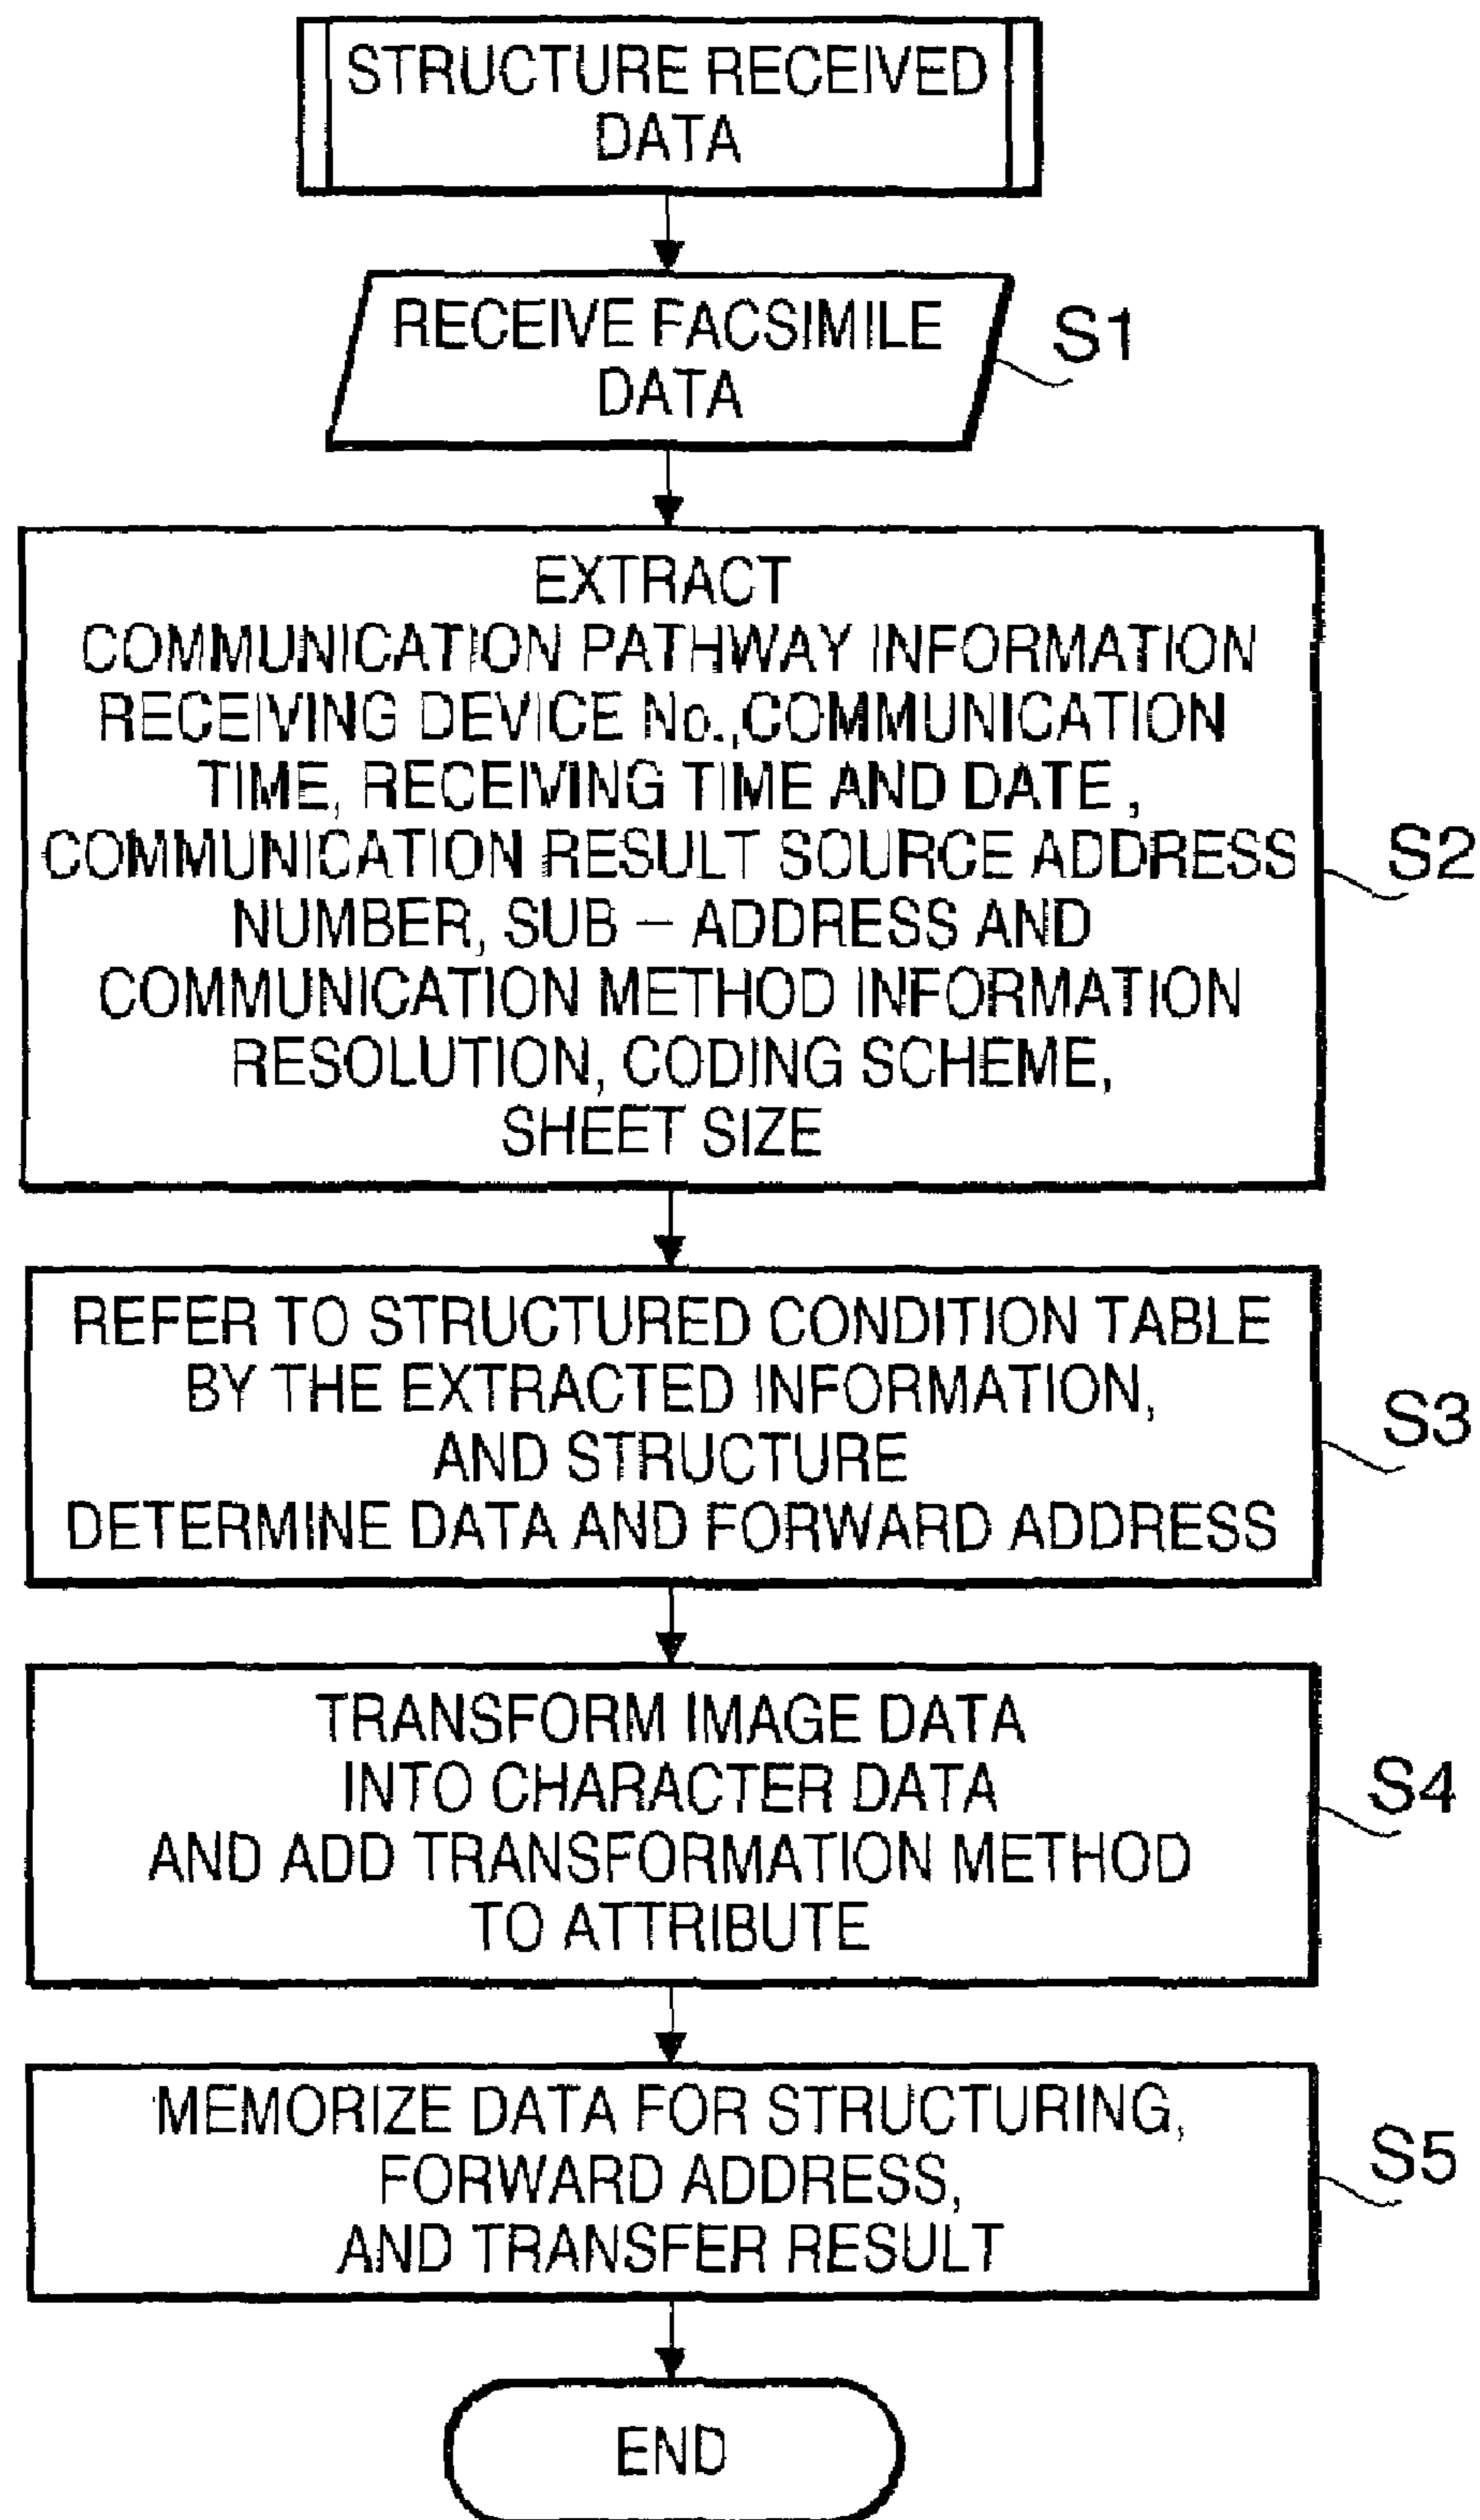 STRUCTURE RECEIVED
DATA
RECEIVE FACSIMILE
DATA
S1
EXTRACT
COMMUNICATION PATHWAY INFORMATION
RECEIVING DEVICE No.,COMMUNICATION
TIME, RECEIVING TIME AND DATE ,
COMMUNICATION RESULT SOURCE ADDRESS
NUMBER, SUB – ADDRESS AND
COMMUNICATION METHOD INFORMATION
RESOLUTION, CODING SCHEME,
SHEET SIZE
S2
REFER TO STRUCTURED CONDITION TABLE
BY THE EXTRACTED INFORMATION,
AND STRUCTURE
DETERMINE DATA AND FORWARD ADDRESS
S3
TRANSFORM IMAGE DATA
INTO CHARACTER DATA
AND ADD TRANSFORMATION METHOD
TO ATTRIBUTE
S4
MEMORIZE DATA FOR STRUCTURING,
FORWARD ADDRESS,
AND TRANSFER RESULT
S5
END